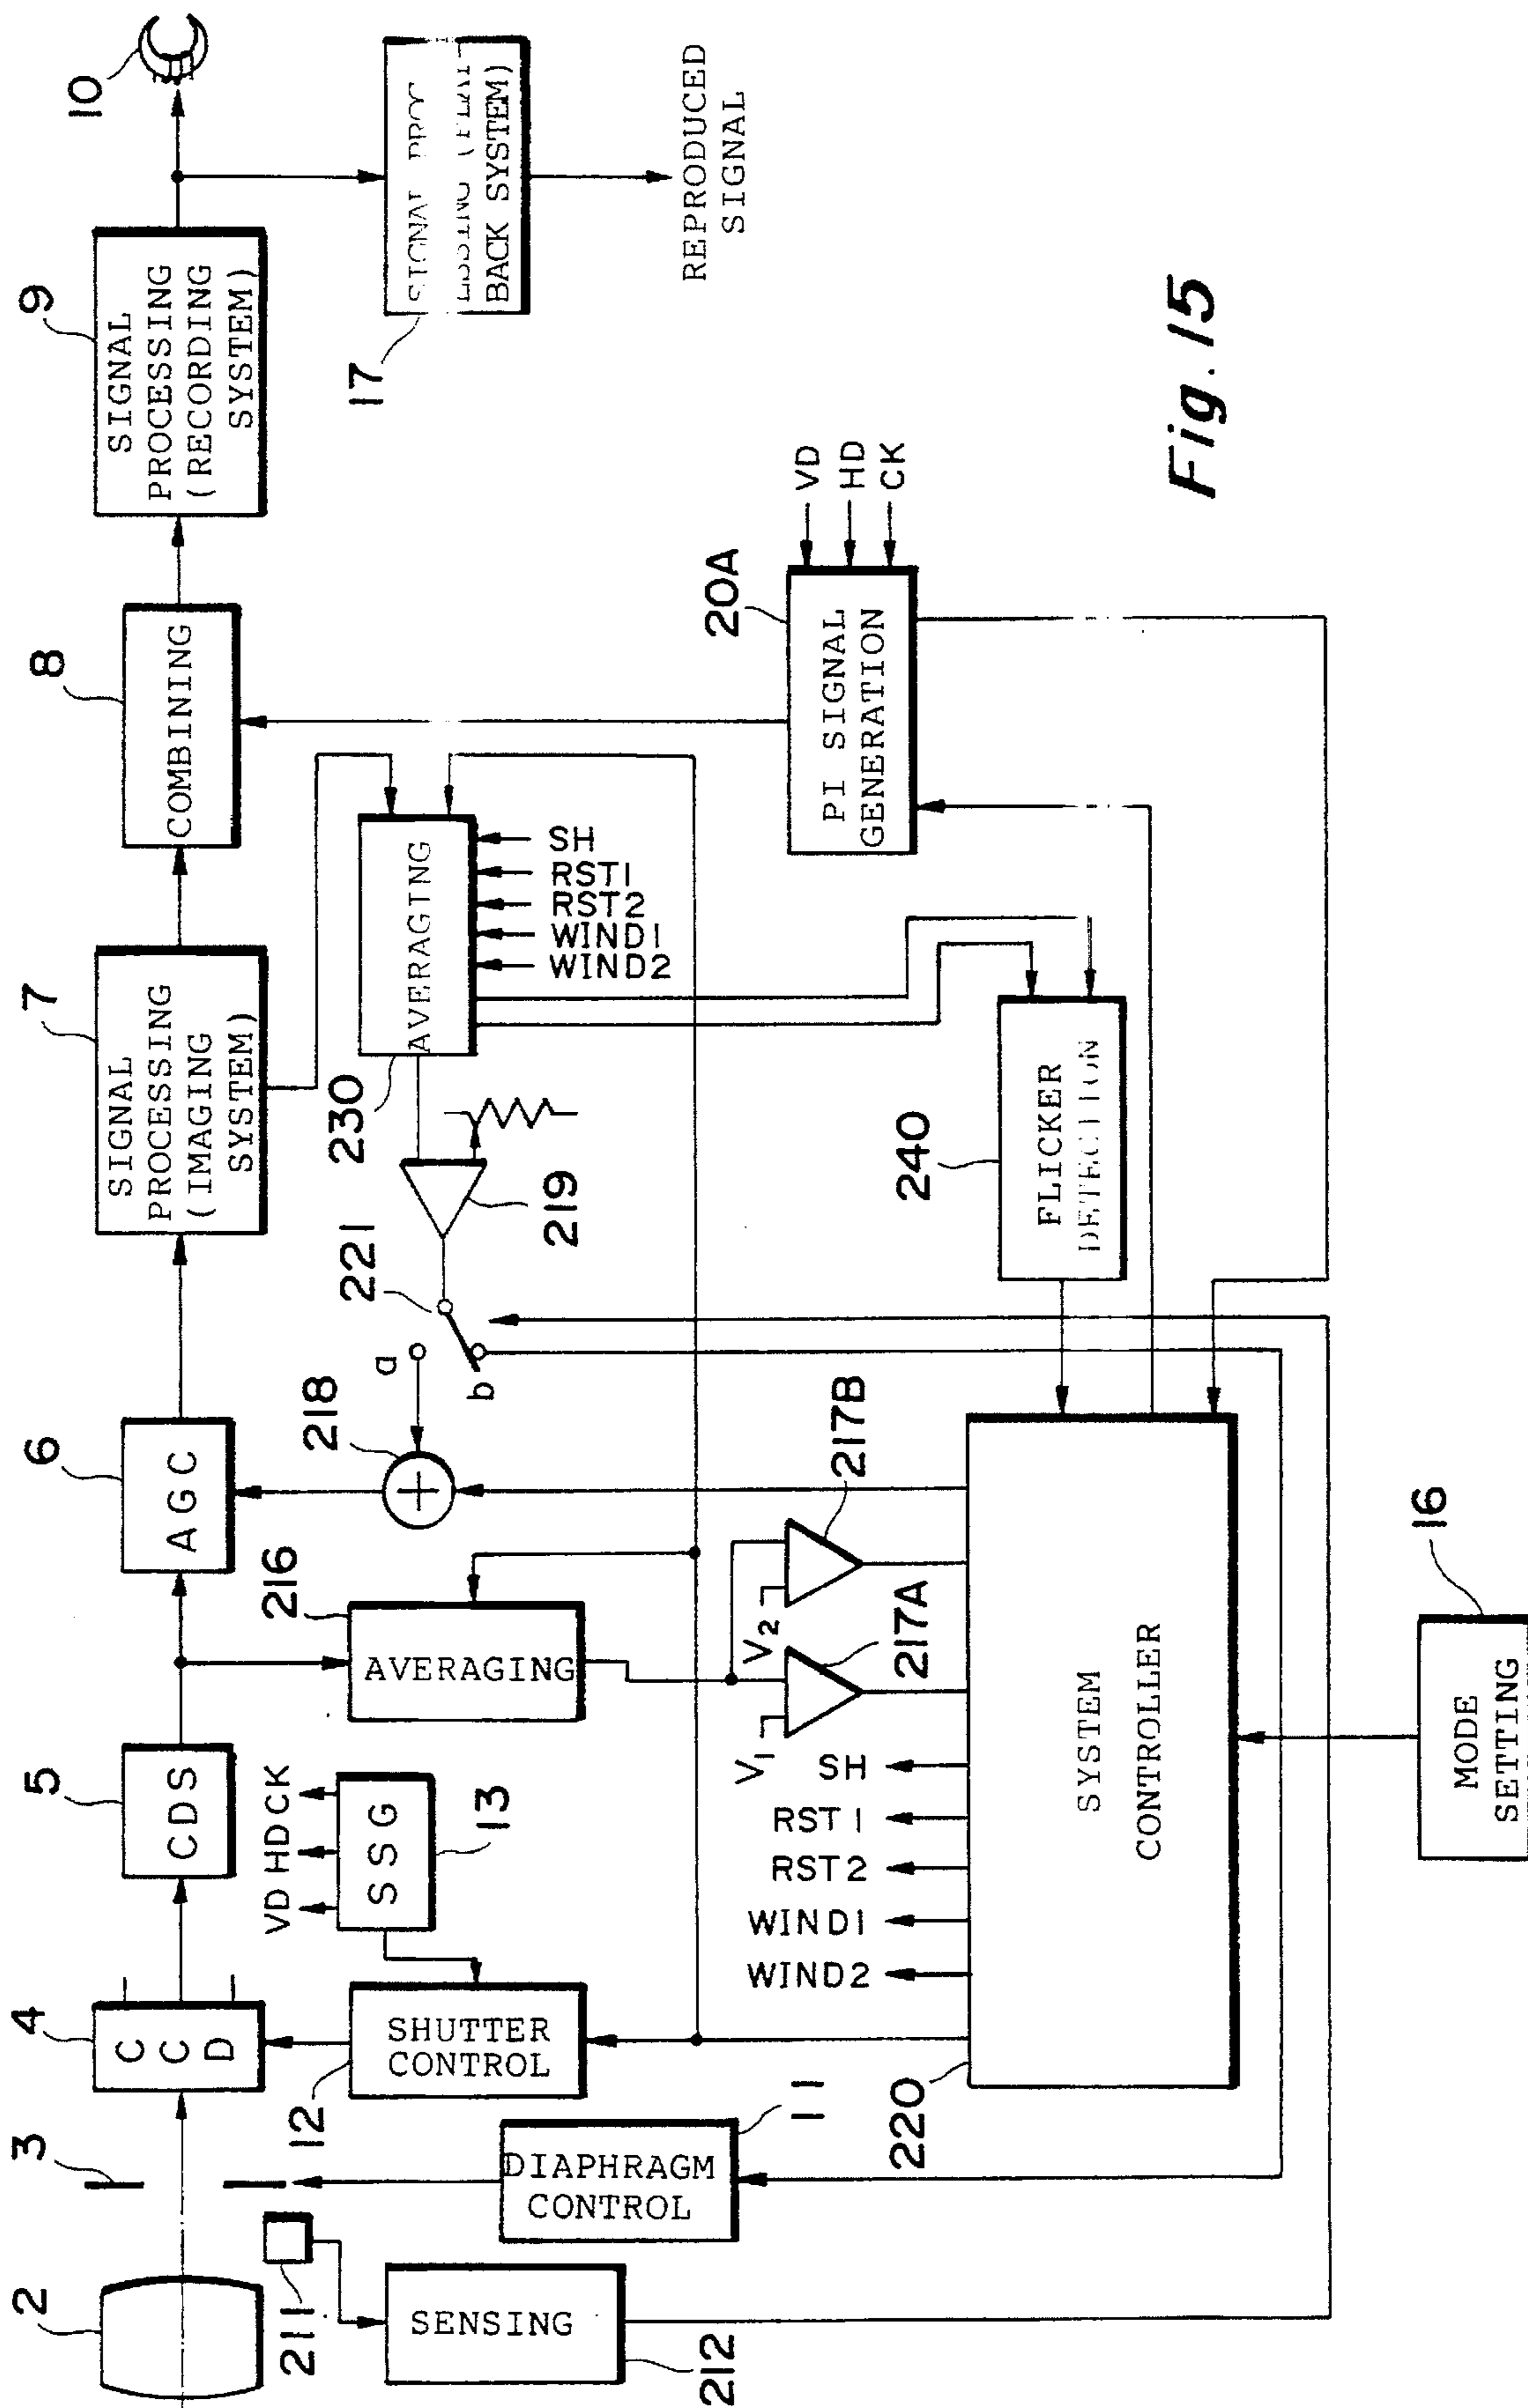 2
3
4
5
6
7
8
9
10
C
C
D
CDS
AGC
SIGNAL
PROCESSING
(IMAGING
SYSTEM)
COMBINING
SIGNAL
PROCESSING
(RECORDING
SYSTEM)
211
SENSING
212
DIAPHRAGM
CONTROL
11
12
SHUTTER
CONTROL
VD HD CK
SSG
13
216
AVERAGING
218
a
b
221
219
230
AVERAGING
SH
RST1
RST2
WIND1
WIND2
17
SIGNAL PROC
ESSING (PLAY
BACK SYSTEM)
REPRODUCED
SIGNAL
V1
V2
217A
217B
WIND2
WIND1
RST2
RST1
SH
220
SYSTEM
CONTROLLER
240
FLICKER
DETECTION
20A
PI SIGNAL
GENERATION
VD
HD
CK
16
MODE
SETTING
Fig. 15